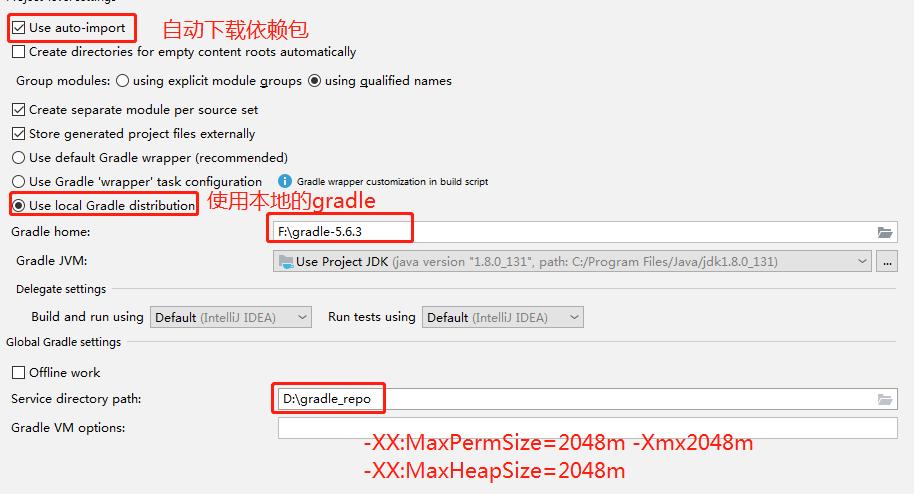 Use auto-import 自动下载依赖包
Create directories for empty content roots automatically
Group modules: using explicit module groups using qualified names
Create separate module per source set
Store generated project files externally
Use default Gradle wrapper (recommended)
Use Gradle 'wrapper' task configuration Gradle wrapper customization in build script
Use local Gradle distribution 使用本地的gradle
Gradle home: F:\gradle-5.6.3
Gradle JVM: Use Project JDK (java version "1.8.0_131", path: C:/Program Files/Java/jdk1.8.0_131) ...
Delegate settings
Build and run using Default (IntelliJ IDEA) Run tests using Default (IntelliJ IDEA)
Global Gradle settings
Offline work
Service directory path: D:\gradle_repo
Gradle VM options:
-XX:MaxPermSize=2048m -Xmx2048m
-XX:MaxHeapSize=2048m